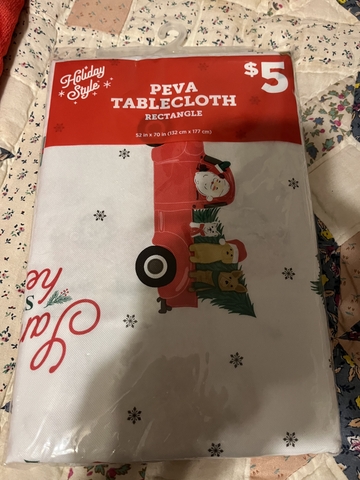 Holiday
Style
$5
PEVA
TABLECLOTH
RECTANGLE
52 in x 70 in (132 cm x 177 cm)